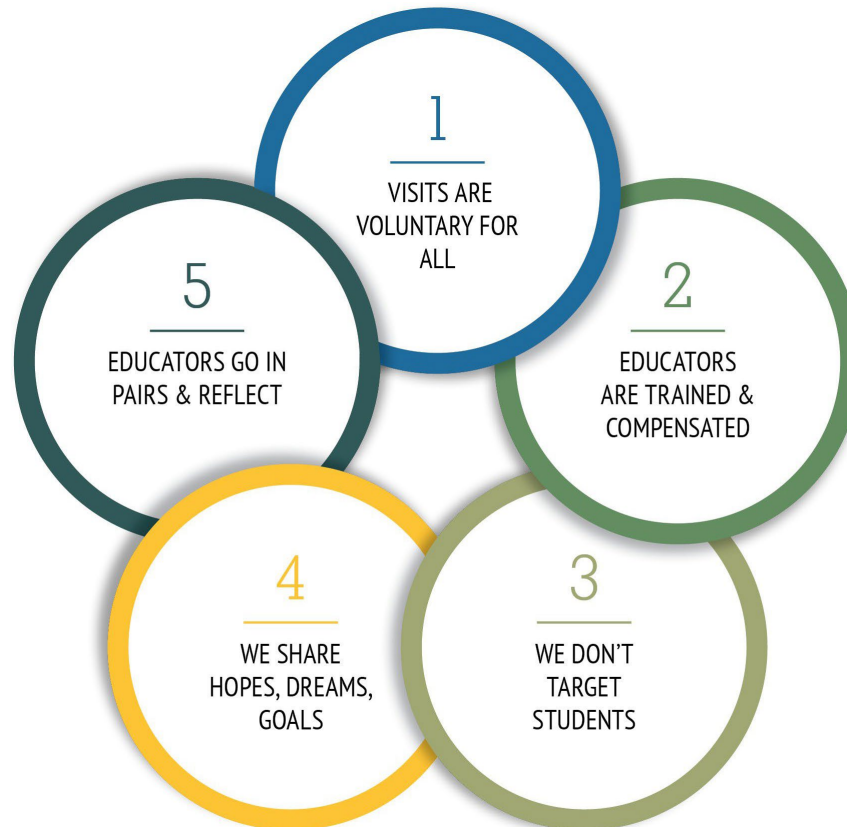 1
VISITS ARE
VOLUNTARY FOR
ALL
2
EDUCATORS
ARE TRAINED &
COMPENSATED
3
WE DON’T
TARGET
STUDENTS
4
WE SHARE
HOPES, DREAMS,
GOALS
5
EDUCATORS GO IN
PAIRS & REFLECT